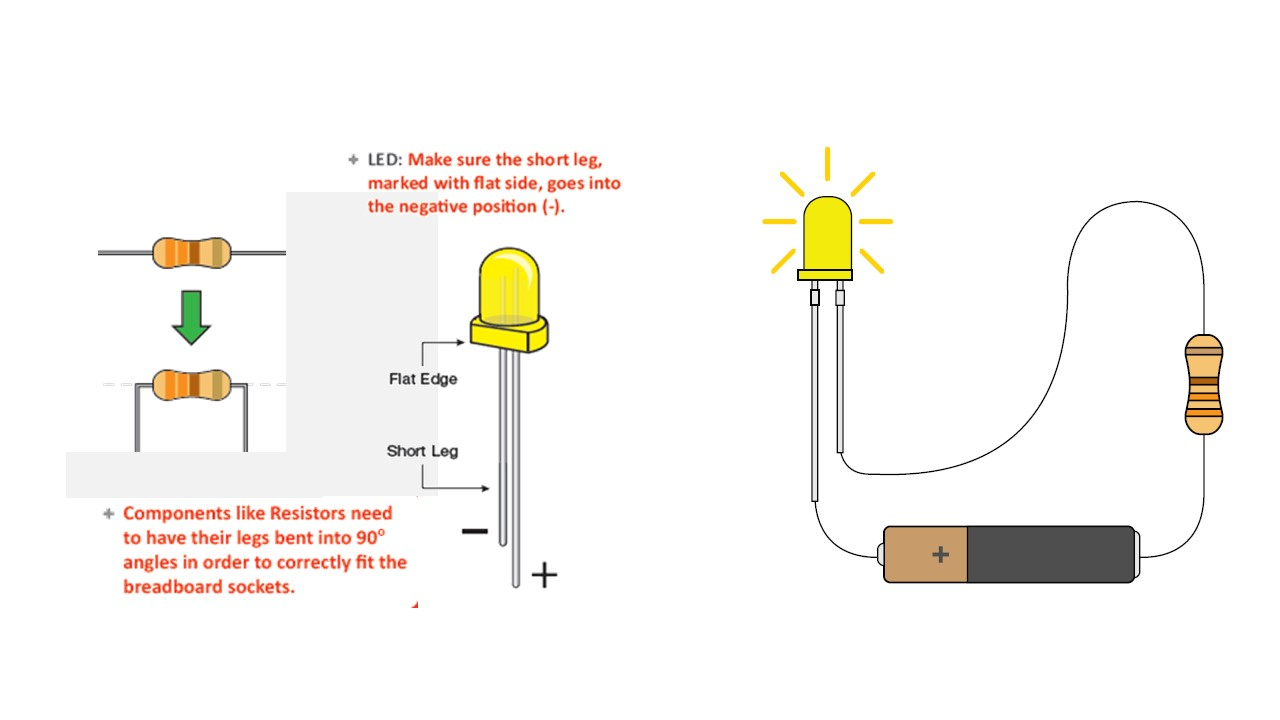 + LED: Make sure the short leg,
marked with flat side, goes into
the negative position (-).
Flat Edge
Short Leg
−
+
+ Components like Resistors need
to have their legs bent into 90°
angles in order to correctly fit the
breadboard sockets.
+